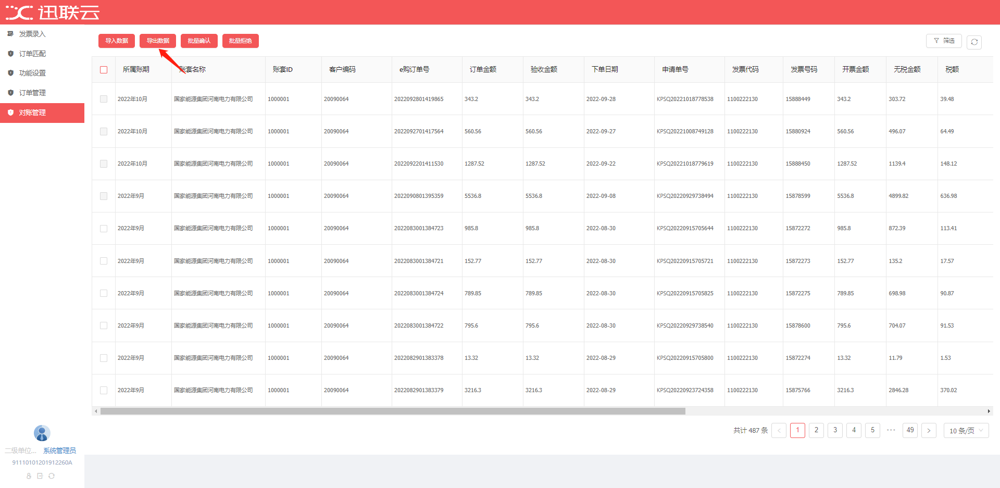 迅联云
发票录入
订单匹配
功能设置
订单管理
对账管理
导入数据 导出数据 批量确认 批量拒绝 筛选
所属账期 账套名称 账套ID 客户编码 e购订单号 订单金额 验收金额 下单日期 申请单号 发票代码 发票号码 开票金额 无税金额 税额
2022年10月 国家能源集团河南电力有限公司 1000001 20090064 2022092801419865 343.2 343.2 2022-09-28 KPSQ20221018778538 1100222130 15888449 343.2 303.72 39.48
2022年10月 国家能源集团河南电力有限公司 1000001 20090064 2022092701417564 560.56 560.56 2022-09-27 KPSQ20221008749128 1100222130 15880924 560.56 496.07 64.49
2022年10月 国家能源集团河南电力有限公司 1000001 20090064 2022092201411530 1287.52 1287.52 2022-09-22 KPSQ20221018779619 1100222130 15888450 1287.52 1139.4 148.12
2022年9月 国家能源集团河南电力有限公司 1000001 20090064 2022090801395359 5536.8 5536.8 2022-09-08 KPSQ20220929738494 1100222130 15878599 5536.8 4899.82 636.98
2022年9月 国家能源集团河南电力有限公司 1000001 20090064 2022083001384723 985.8 985.8 2022-08-30 KPSQ20220915705644 1100222130 15872272 985.8 872.39 113.41
2022年9月 国家能源集团河南电力有限公司 1000001 20090064 2022083001384721 152.77 152.77 2022-08-30 KPSQ20220915705721 1100222130 15872273 152.77 135.2 17.57
2022年9月 国家能源集团河南电力有限公司 1000001 20090064 2022083001384724 789.85 789.85 2022-08-30 KPSQ20220915705825 1100222130 15872275 789.85 698.98 90.87
2022年9月 国家能源集团河南电力有限公司 1000001 20090064 2022083001384722 795.6 795.6 2022-08-30 KPSQ20220929738540 1100222130 15878600 795.6 704.07 91.53
2022年9月 国家能源集团河南电力有限公司 1000001 20090064 2022082901383378 13.32 13.32 2022-08-29 KPSQ20220915705800 1100222130 15872274 13.32 11.79 1.53
2022年9月 国家能源集团河南电力有限公司 1000001 20090064 2022082901383379 3216.3 3216.3 2022-08-29 KPSQ20220923724358 1100222130 15875766 3216.3 2846.28 370.02
共计 487 条 < 1 2 3 4 5 ••• 49 > 10 条/页
二级单位... 系统管理员
91110101201912260A